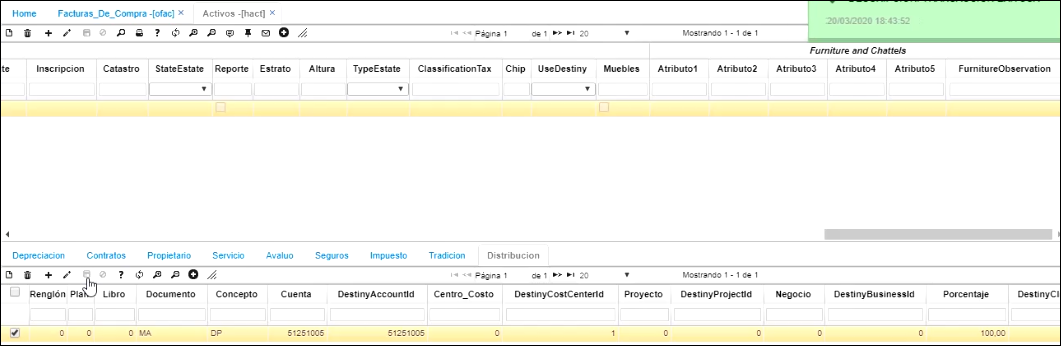 Home Facturas_De_Compra -[ofac] × Activos -[hact] ×
20/03/2020 18:43:52
Página 1 de 1 20 Mostrando 1 - 1 de 1
Furniture and Chattels
te Inscripcion Catastro StateEstate Reporte Estrato Altura TypeEstate ClassificationTax Chip UseDestiny Muebles Atributo1 Atributo2 Atributo3 Atributo4 Atributo5 FurnitureObservation
Depreciacion Contratos Propietario Servicio Avaluo Seguros Impuesto Tradicion Distribucion
Página 1 de 1 20 Mostrando 1 - 1 de 1
Renglón Libro Documento Concepto Cuenta DestinyAccountId Centro_Costo DestinyCostCenterId Proyecto DestinyProjectId Negocio DestinyBusinessId Porcentaje DestinyCl
0 0 0 MA DP 51251005 51251005 0 1 0 0 0 0 100,00